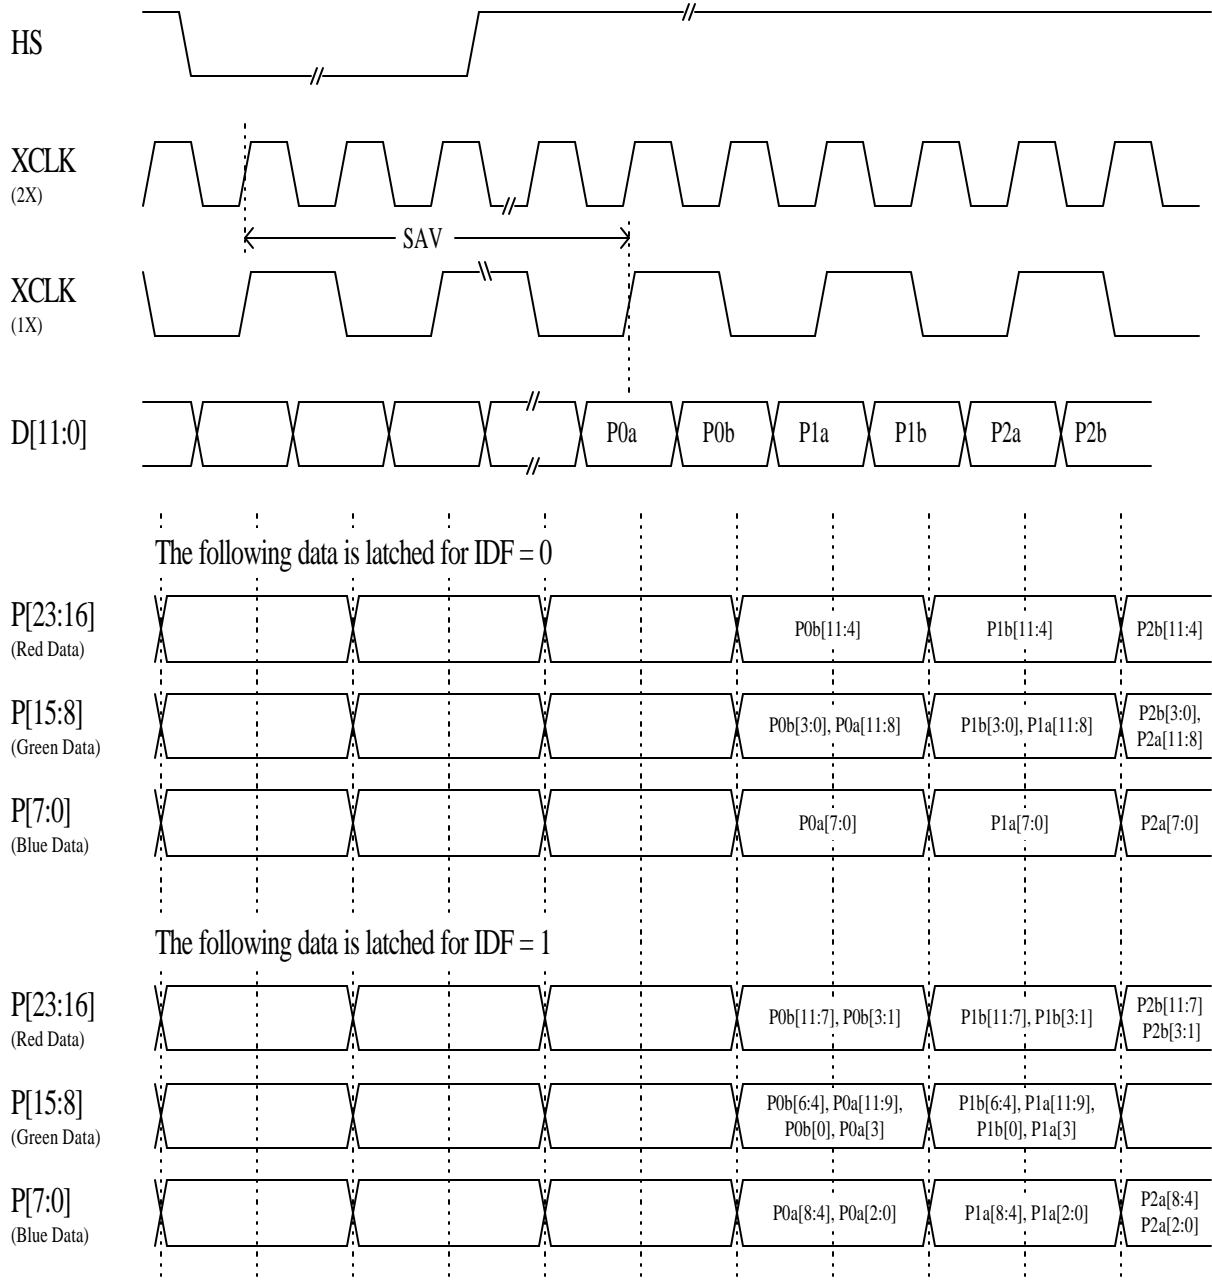 HS
XCLK
(2X)
SAV
XCLK
(1X)
D[11:0]
P0a P0b P1a P1b P2a P2b
The following data is latched for IDF = 0
P[23:16]
(Red Data)
P0b[11:4] P1b[11:4] P2b[11:4]
P[15:8]
(Green Data)
P0b[3:0], P0a[11:8] P1b[3:0], P1a[11:8]
P2b[3:0],
P2a[11:8]
P[7:0]
(Blue Data)
P0a[7:0] P1a[7:0] P2a[7:0]
The following data is latched for IDF = 1
P[23:16]
(Red Data)
P0b[11:7], P0b[3:1] P1b[11:7], P1b[3:1]
P2b[11:7]
P2b[3:1]
P[15:8]
(Green Data)
P0b[6:4], P0a[11:9],
P0b[0], P0a[3]
P1b[6:4], P1a[11:9],
P1b[0], P1a[3]
P[7:0]
(Blue Data)
P0a[8:4], P0a[2:0] P1a[8:4], P1a[2:0]
P2a[8:4]
P2a[2:0]